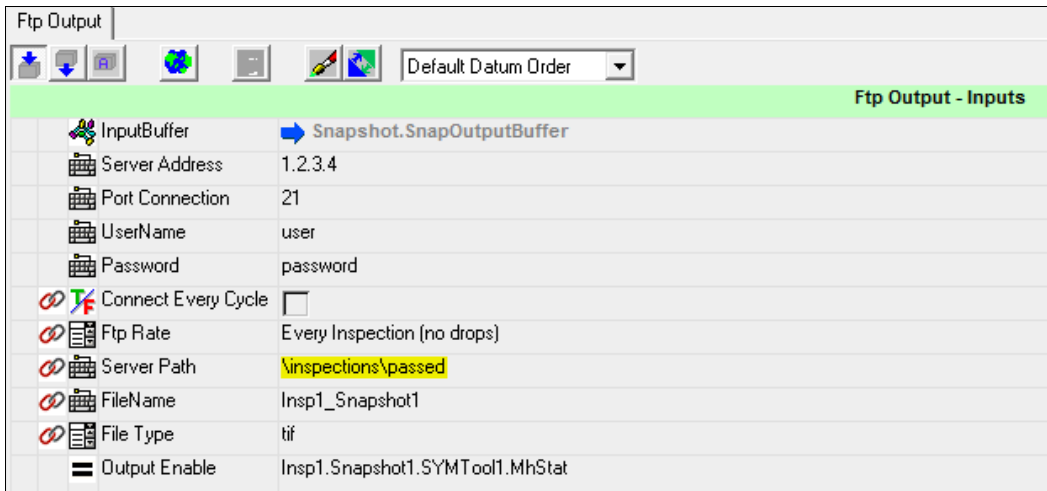 Ftp Output
A
Default Datum Order
Ftp Output - Inputs
InputBuffer Snapshot.SnapOutputBuffer
Server Address 1.2.3.4
Port Connection 21
UserName user
Password password
T/F Connect Every Cycle
Ftp Rate Every Inspection (no drops)
Server Path \inspections\passed
FileName Insp1_Snapshot1
File Type tif
Output Enable Insp1.Snapshot1.SYMTool1.MhStat